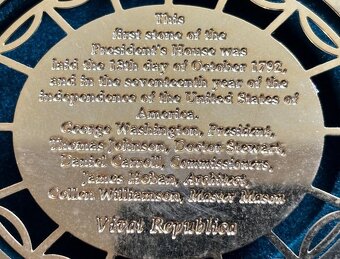 This
first stone of the
President's House was
laid the 13th day of October 1792,
and in the seventeenth year of the
independence of the United States of
America.
George Washington, President,
Thomas Johnson, Doctor Stewart,
Daniel Carroll, Commissioners,
James Hoban, Architect,
Collen Williamson, Master Mason
Vivat Republica